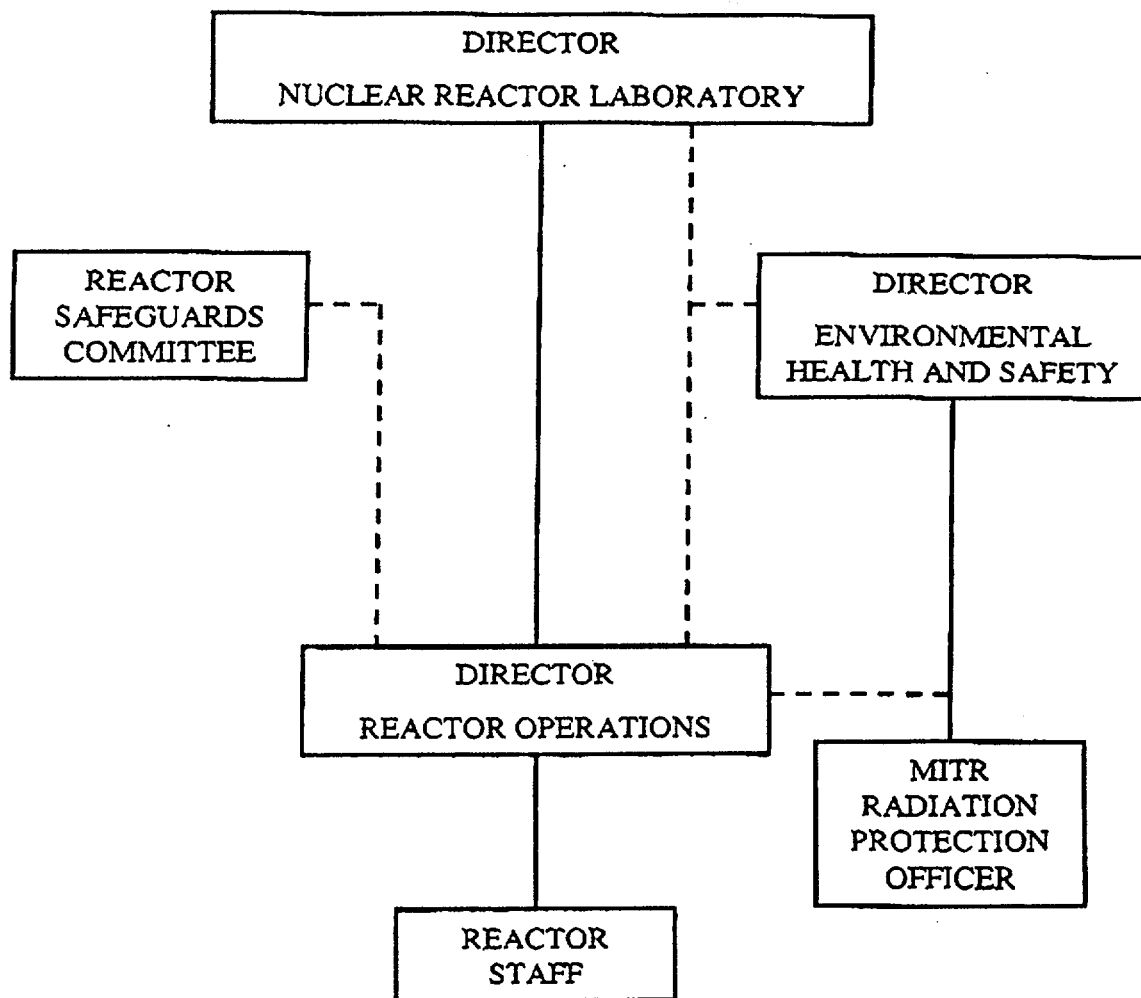 DIRECTOR
NUCLEAR REACTOR LABORATORY
REACTOR
SAFEGUARDS
COMMITTEE
DIRECTOR
ENVIRONMENTAL
HEALTH AND SAFETY
DIRECTOR
REACTOR OPERATIONS
MITR
RADIATION
PROTECTION
OFFICER
REACTOR
STAFF